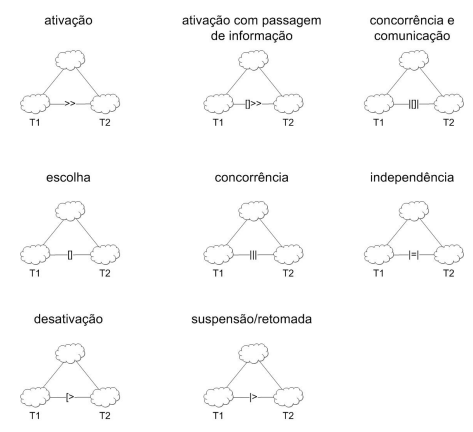 ativação
ativação com passagem
de informação
concorrência e
comunicação
>>
T1 T2
[]>>
T1 T2
|[]|
T1 T2
escolha
concorrência
independência
[]
T1 T2
|||
T1 T2
|=|
T1 T2
desativação
suspensão/retomada
[>
T1 T2
|>
T1 T2